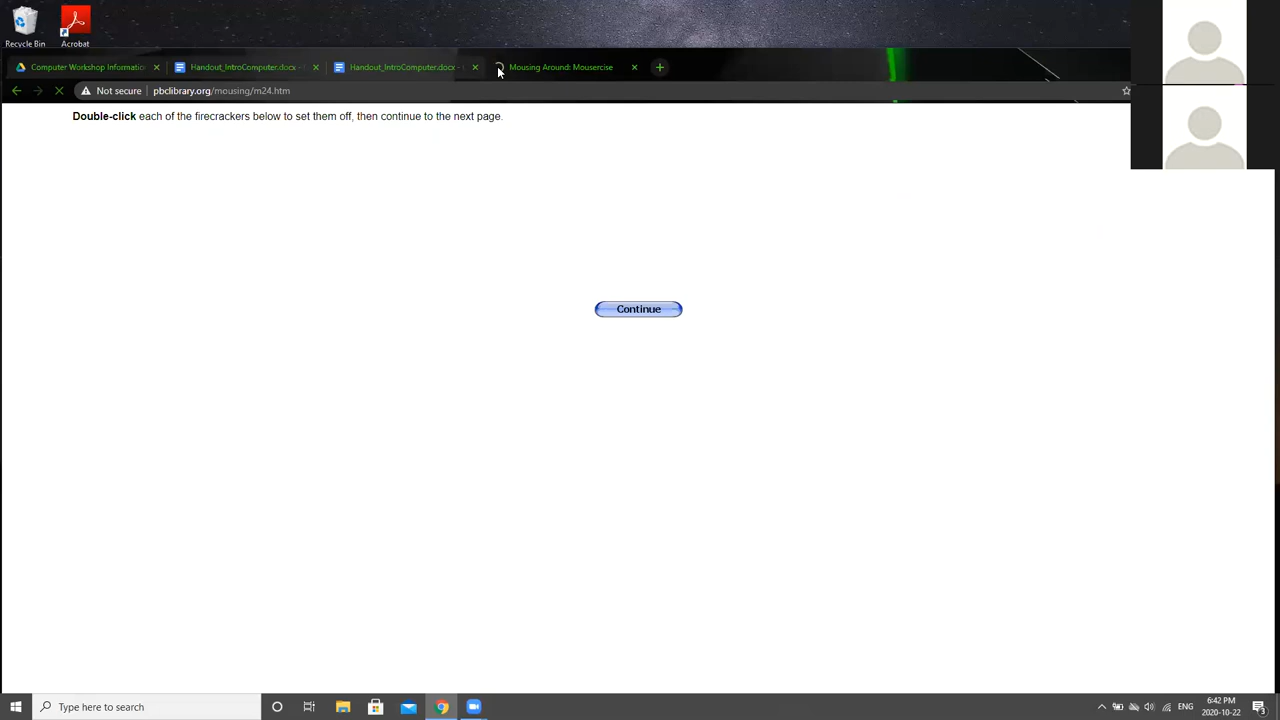 Recycle Bin
Acrobat
Computer Workshop Informatio
Handout_IntroComputer.docx -
Handout_IntroComputer.docx -
Mousing Around: Mousercise
Not secure
pbclibrary.org/mousing/m24.htm
Double-click each of the firecrackers below to set them off, then continue to the next page.
Continue
Type here to search
ENG
6:42 PM
2020-10-22
3